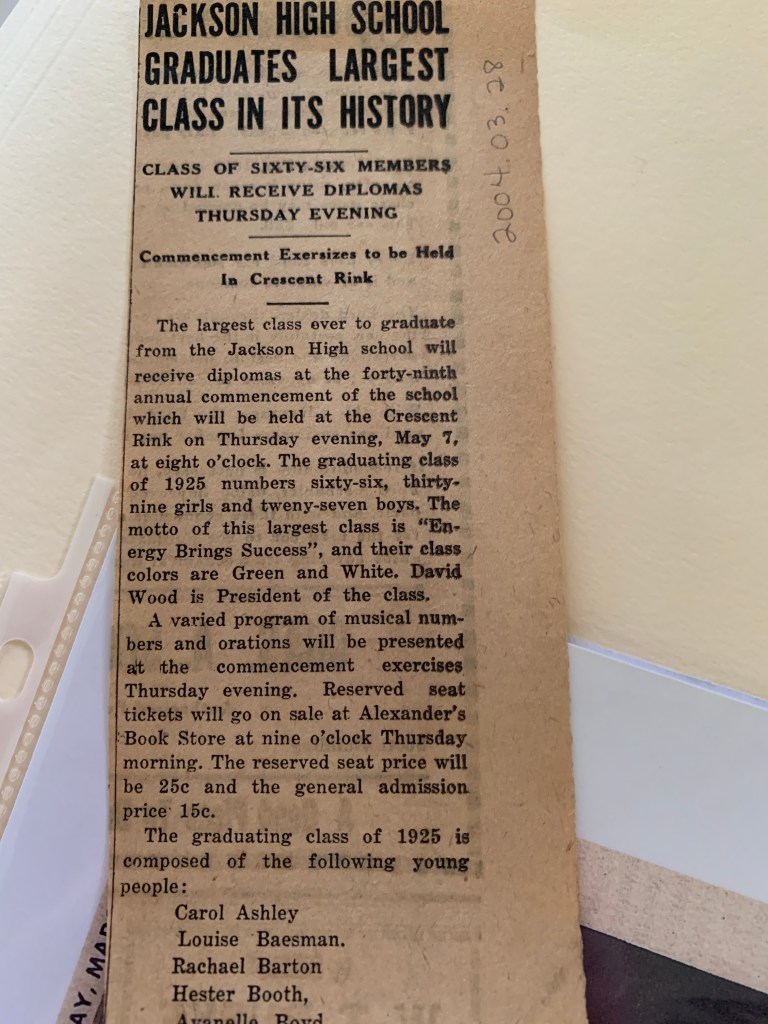 JACKSON HIGH SCHOOL
GRADUATES LARGEST
CLASS IN ITS HISTORY
CLASS OF SIXTY-SIX MEMBERS
WILL RECEIVE DIPLOMAS
THURSDAY EVENING
Commencement Exersizes to be Held
In Crescent Rink
The largest class ever to graduate
from the Jackson High school will
receive diplomas at the forty-ninth
annual commencement of the school
which will be held at the Crescent
Rink on Thursday evening, May 7,
at eight o'clock. The graduating class
of 1925 numbers sixty-six, thirty-
nine girls and tweny-seven boys. The
motto of this largest class is "En-
ergy Brings Success", and their class
colors are Green and White. David
Wood is President of the class.
A varied program of musical num-
bers and orations will be presented
at the commencement exercises
Thursday evening. Reserved seat
tickets will go on sale at Alexander's
Book Store at nine o'clock Thursday
morning. The reserved seat price will
be 25c and the general admission
price 15c.
The graduating class of 1925 is
composed of the following young
people:
Carol Ashley
Louise Baesman.
Rachael Barton
Hester Booth,
Avanelle Boyd
2004.03.28
AY, MAR